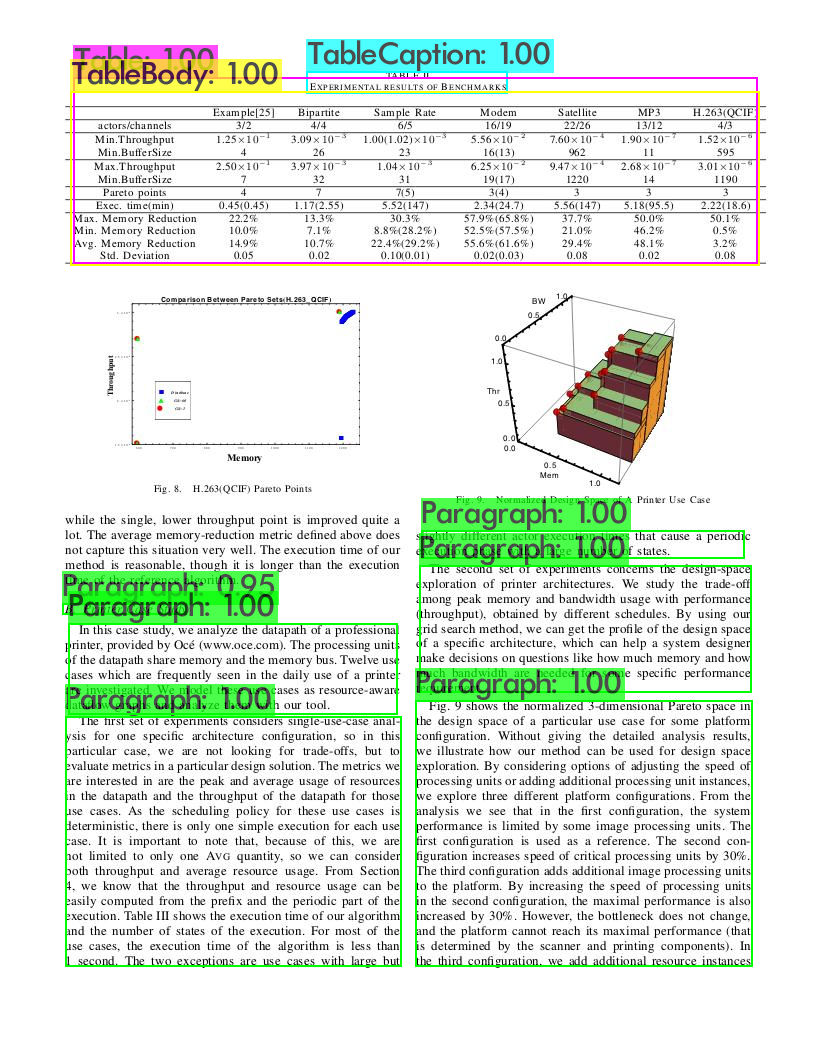 Table: 1.00
TableCaption: 1.00
TableBody: 1.00
TABLE II
EXPERIMENTAL RESULTS OF BENCHMARKS
Example[25] Bipartite Sample Rate Modem Satellite MP3 H.263(QCIF)
actors/channels 3/2 4/4 6/5 16/19 22/26 13/12 4/3
Min.Throughput 1.25×10⁻¹ 3.09×10⁻³ 1.00(1.02)×10⁻³ 5.56×10⁻² 7.60×10⁻⁴ 1.90×10⁻⁷ 1.52×10⁻⁶
Min.BufferSize 4 26 23 16(13) 962 11 595
Max.Throughput 2.50×10⁻¹ 3.97×10⁻³ 1.04×10⁻³ 6.25×10⁻² 9.47×10⁻⁴ 2.68×10⁻⁷ 3.01×10⁻⁶
Min.BufferSize 7 32 31 19(17) 1220 14 1190
Pareto points 4 7 7(5) 3(4) 3 3 3
Exec. time(min) 0.45(0.45) 1.17(2.55) 5.52(147) 2.34(24.7) 5.56(147) 5.18(95.5) 2.22(18.6)
Max. Memory Reduction 22.2% 13.3% 30.3% 57.9%(65.8%) 37.7% 50.0% 50.1%
Min. Memory Reduction 10.0% 7.1% 8.8%(28.2%) 52.5%(57.5%) 21.0% 46.2% 0.5%
Avg. Memory Reduction 14.9% 10.7% 22.4%(29.2%) 55.6%(61.6%) 29.4% 48.1% 3.2%
Std. Deviation 0.05 0.02 0.10(0.01) 0.02(0.03) 0.08 0.02 0.08
Comparison Between Pareto Sets(H.263_QCIF)
Throughput
Memory
Fig. 8. H.263(QCIF) Pareto Points
BW
1.0
0.5
0.0
1.0
Thr
0.5
0.0
0.0
0.5
Mem
1.0
Fig. 9. Normalized Design Space of A Printer Use Case
while the single, lower throughput point is improved quite a
lot. The average memory-reduction metric defined above does
not capture this situation very well. The execution time of our
method is reasonable, though it is longer than the execution
time of the reference algorithm.
Paragraph: 0.95
Paragraph: 1.00
In this case study, we analyze the datapath of a professional
printer, provided by Océ (www.oce.com). The processing units
of the datapath share memory and the memory bus. Twelve use
cases which are frequently seen in the daily use of a printer
are investigated. We model these use cases as resource-aware
dataflow graphs and analyze them with our tool.
Paragraph: 1.00
The first set of experiments considers single-use-case anal-
ysis for one specific architecture configuration, so in this
particular case, we are not looking for trade-offs, but to
evaluate metrics in a particular design solution. The metrics we
are interested in are the peak and average usage of resources
in the datapath and the throughput of the datapath for those
use cases. As the scheduling policy for these use cases is
deterministic, there is only one simple execution for each use
case. It is important to note that, because of this, we are
not limited to only one AVG quantity, so we can consider
both throughput and average resource usage. From Section
4, we know that the throughput and resource usage can be
easily computed from the prefix and the periodic part of the
execution. Table III shows the execution time of our algorithm
and the number of states of the execution. For most of the
use cases, the execution time of the algorithm is less than
1 second. The two exceptions are use cases with large but
Paragraph: 1.00
slightly different actor execution times that cause a periodic
execution phase with a large number of states.
Paragraph: 1.00
The second set of experiments concerns the design-space
exploration of printer architectures. We study the trade-off
among peak memory and bandwidth usage with performance
(throughput), obtained by different schedules. By using our
grid search method, we can get the profile of the design space
of a specific architecture, which can help a system designer
make decisions on questions like how much memory and how
much bandwidth are needed for some specific performance
Paragraph: 1.00
Fig. 9 shows the normalized 3-dimensional Pareto space in
the design space of a particular use case for some platform
configuration. Without giving the detailed analysis results,
we illustrate how our method can be used for design space
exploration. By considering options of adjusting the speed of
processing units or adding additional processing unit instances,
we explore three different platform configurations. From the
analysis we see that in the first configuration, the system
performance is limited by some image processing units. The
first configuration is used as a reference. The second con-
figuration increases speed of critical processing units by 30%.
The third configuration adds additional image processing units
to the platform. By increasing the speed of processing units
in the second configuration, the maximal performance is also
increased by 30%. However, the bottleneck does not change,
and the platform cannot reach its maximal performance (that
is determined by the scanner and printing components). In
the third configuration, we add additional resource instances